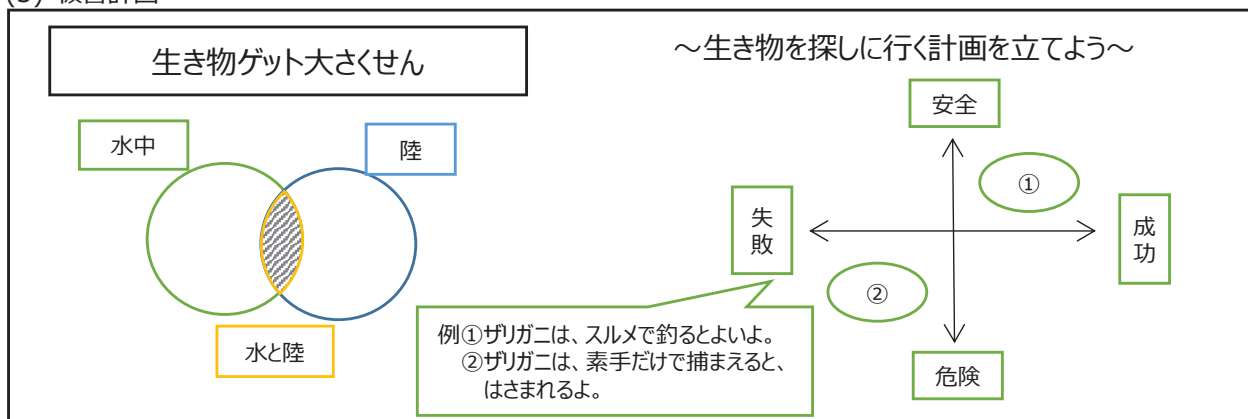 生き物ゲット大さくせん
～生き物を探しに行く計画を立てよう～
水中
陸
水と陸
安全
失敗
成功
危険
①
②
例①ザリガニは、スルメで釣るとよいよ。
②ザリガニは、素手だけで捕まえると、
はさまれるよ。